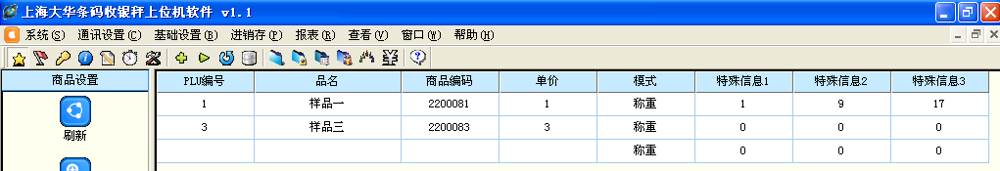 上海大华条码收银秤上位机软件 v1.1
系统(S) 通讯设置(C) 基础设置(B) 进销存(F) 报表(R) 查看(V) 窗口(W) 帮助(H)
商品设置
刷新
PLU编号 品名 商品编码 单价 模式 特殊信息1 特殊信息2 特殊信息3
1 样品一 2200081 1 称重 1 9 17
3 样品三 2200083 3 称重 0 0 0
称重 0 0 0